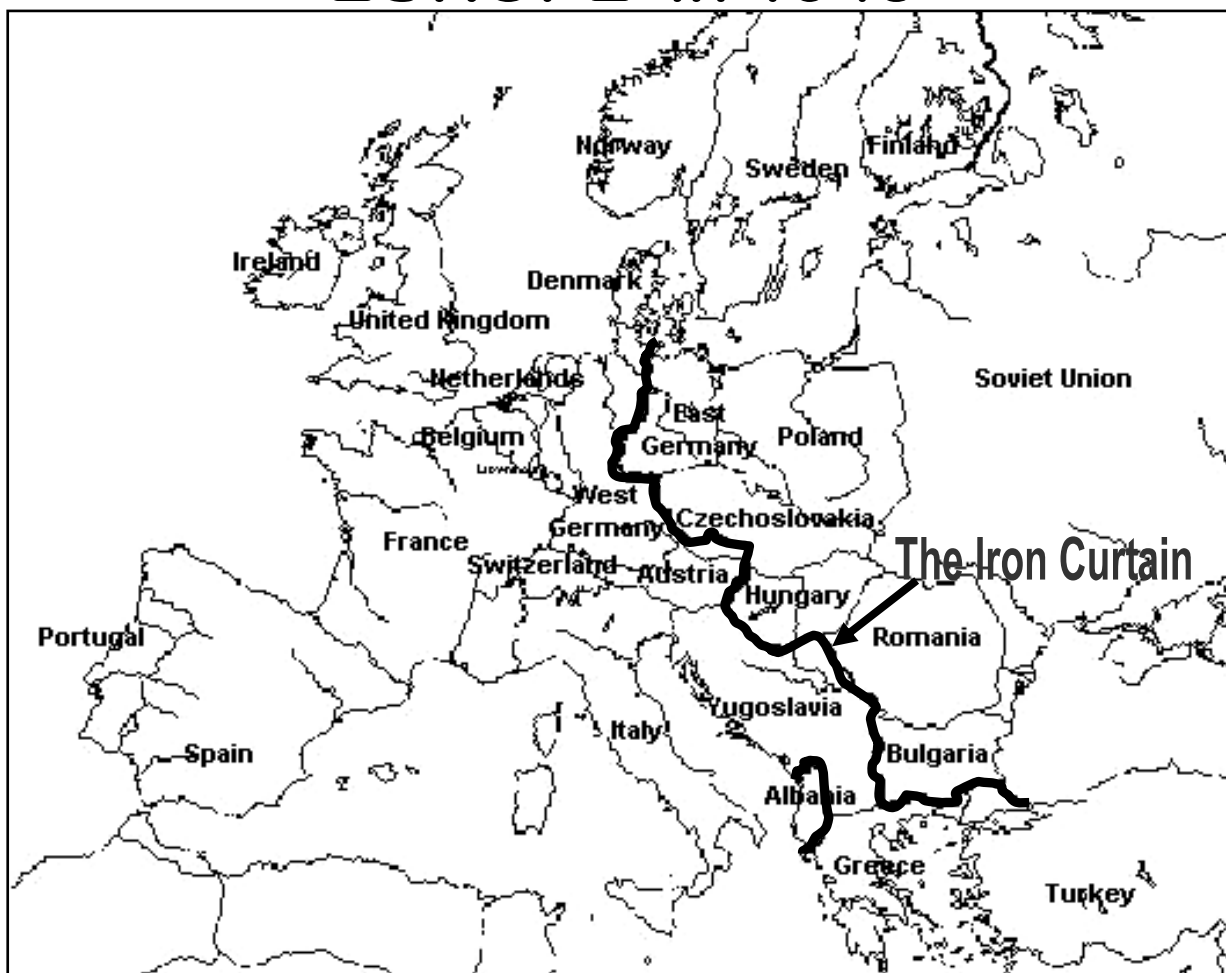 Norway
Finland
Sweden
Ireland
Denmark
United Kingdom
Netherlands
Soviet Union
East
Germany
Belgium
Poland
West
Germany
Czechoslovakia
France
The Iron Curtain
Switzerland
Austria
Hungary
Portugal
Romania
Yugoslavia
Italy
Spain
Bulgaria
Albania
Greece
Turkey